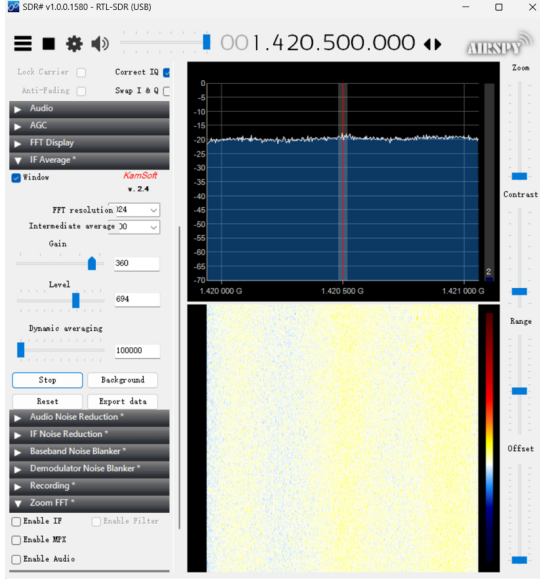 SDR# v1.0.0.1580 - RTL-SDR (USB)
001.420.500.000
AIRSPY
Lock Carrier
Correct IQ
Anti-Fading
Swap I & Q
Audio
AGC
FFT Display
IF Average *
Window
KamSoft
v. 2.4
FFT resolution
024
Intermediate average
00
Gain
360
Level
694
Dynamic averaging
100000
Stop
Background
Reset
Export data
Audio Noise Reduction *
IF Noise Reduction *
Baseband Noise Blanker *
Demodulator Noise Blanker *
Recording *
Zoom FFT *
Enable IF
Enable Filter
Enable MPX
Enable Audio
0
-5
-10
-15
-20
-25
-30
-35
-40
-45
-50
-55
-60
-65
-70
1.420 000 G
1.420 500 G
1.421 000 G
2
Zoom
Contrast
Range
Offset